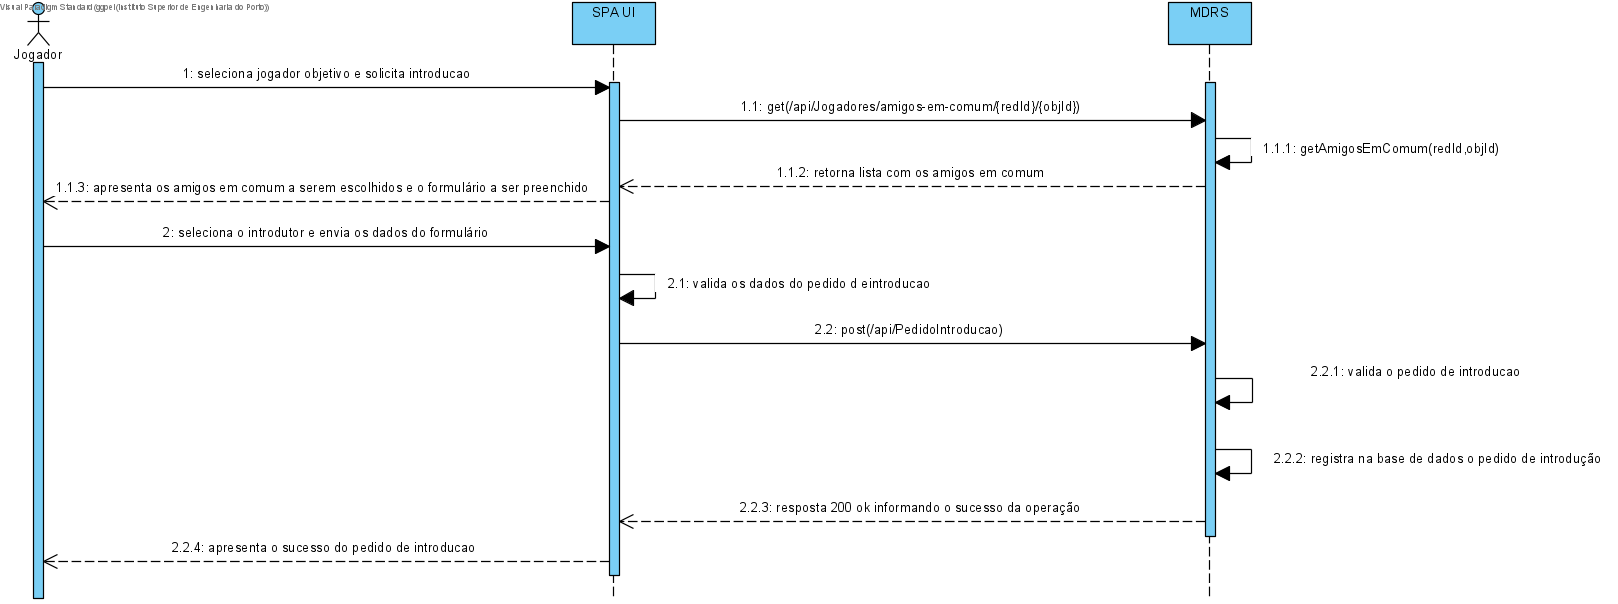 Visual Paradigm Standard (ggpel (Instituto Superior de Engenharia do Porto))
SPA UI
MDRS
Jogador
1: seleciona jogador objetivo e solicita introducao
1.1: get(/api/Jogadores/amigos-em-comum/{redId}/{objId})
1.1.1: getAmigosEmComum(redId,objId)
1.1.2: retorna lista com os amigos em comum
1.1.3: apresenta os amigos em comum a serem escolhidos e o formulário a ser preenchido
2: seleciona o introdutor e envia os dados do formulário
2.1: valida os dados do pedido d eintroducao
2.2: post(/api/PedidoIntroducao)
2.2.1: valida o pedido de introducao
2.2.2: registra na base de dados o pedido de introdução
2.2.3: resposta 200 ok informando o sucesso da operação
2.2.4: apresenta o sucesso do pedido de introducao